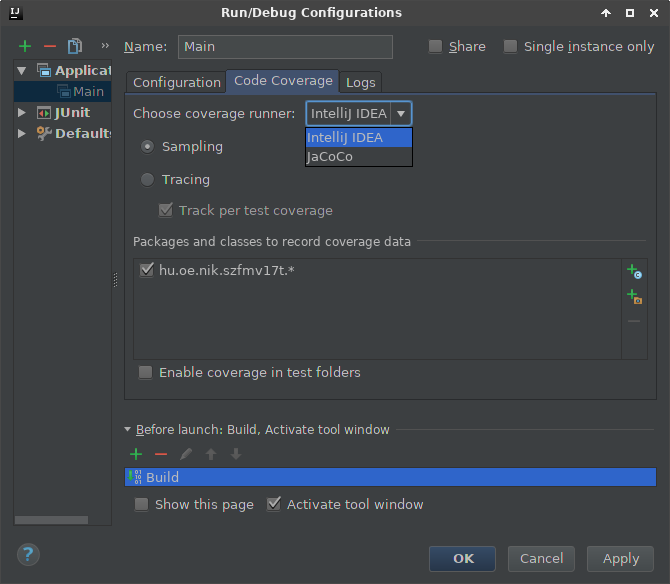 IJ
Run/Debug Configurations
»
Name: Main
Share
Single instance only
Applicat
Main
JUnit
Defaults
Configuration
Code Coverage
Logs
Choose coverage runner: IntelliJ IDEA
IntelliJ IDEA
JaCoCo
Sampling
Tracing
Track per test coverage
Packages and classes to record coverage data
hu.oe.nik.szfmv17t.*
Enable coverage in test folders
Before launch: Build, Activate tool window
Build
Show this page
Activate tool window
?
OK
Cancel
Apply